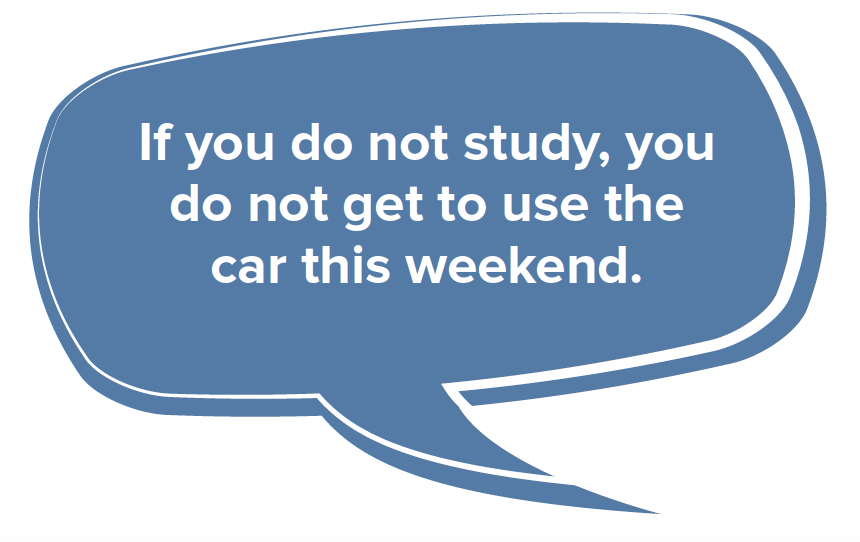 If you do not study, you
do not get to use the
car this weekend.